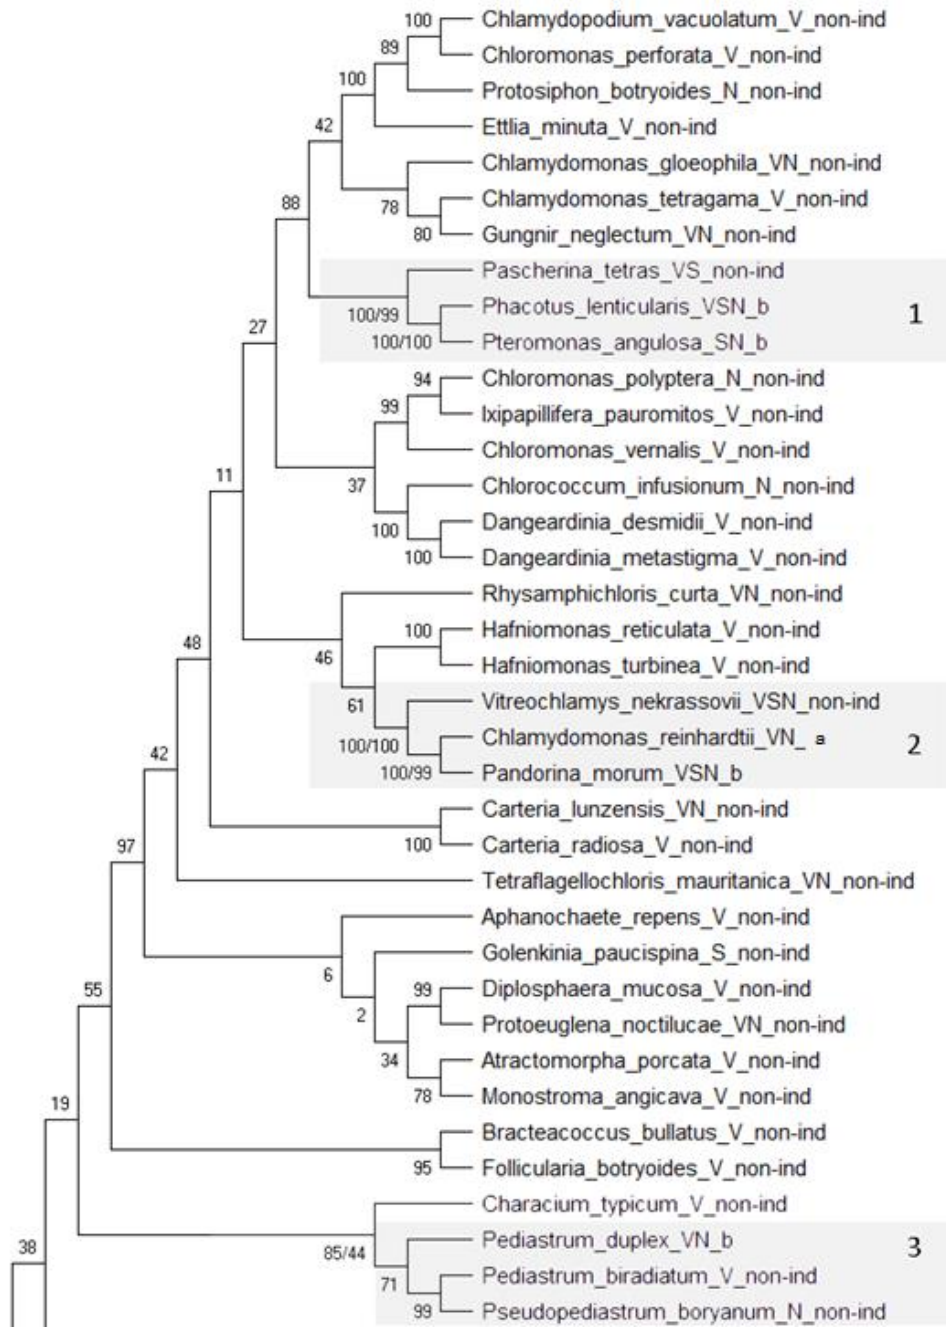 100
Chlamydopodium_vacuolatum_V_non-ind
89
Chloromonas_perforata_V_non-ind
100
Protosiphon_botryoides_N_non-ind
42
Ettlia_minuta_V_non-ind
Chlamydomonas_gloeophila_VN_non-ind
88
78
Chlamydomonas_tetragama_V_non-ind
80
Gungnir_neglectum_VN_non-ind
Pascherina_tetras_VS_non-ind
100/99
Phacotus_lenticularis_VSN_b
1
27
100/100
Pteromonas_angulosa_SN_b
94
Chloromonas_polyptera_N_non-ind
99
Ixipapillifera_pauromitos_V_non-ind
Chloromonas_vernalis_V_non-ind
11
37
Chlorococcum_infusionum_N_non-ind
100
Dangeardinia_desmidii_V_non-ind
100
Dangeardinia_metastigma_V_non-ind
Rhysamphichloris_curta_VN_non-ind
48
46
100
Hafniomonas_reticulata_V_non-ind
Hafniomonas_turbinea_V_non-ind
61
Vitreochlamys_nekrassovii_VSN_non-ind
42
100/100
Chlamydomonas_reinhardtii_VN_ a
2
100/99
Pandorina_morum_VSN_b
Carteria_lunzensis_VN_non-ind
97
100
Carteria_radiosa_V_non-ind
Tetraflagellochloris_mauritanica_VN_non-ind
Aphanochaete_repens_V_non-ind
6
Golenkinia_paucispina_S_non-ind
55
2
99
Diplosphaera_mucosa_V_non-ind
Protoeuglena_noctilucae_VN_non-ind
34
Atractomorpha_porcata_V_non-ind
19
78
Monostroma_angicava_V_non-ind
Bracteacoccus_bullatus_V_non-ind
95
Follicularia_botryoides_V_non-ind
Characium_typicum_V_non-ind
38
85/44
Pediastrum_duplex_VN_b
3
71
Pediastrum_biradiatum_V_non-ind
99
Pseudopediastrum_boryanum_N_non-ind